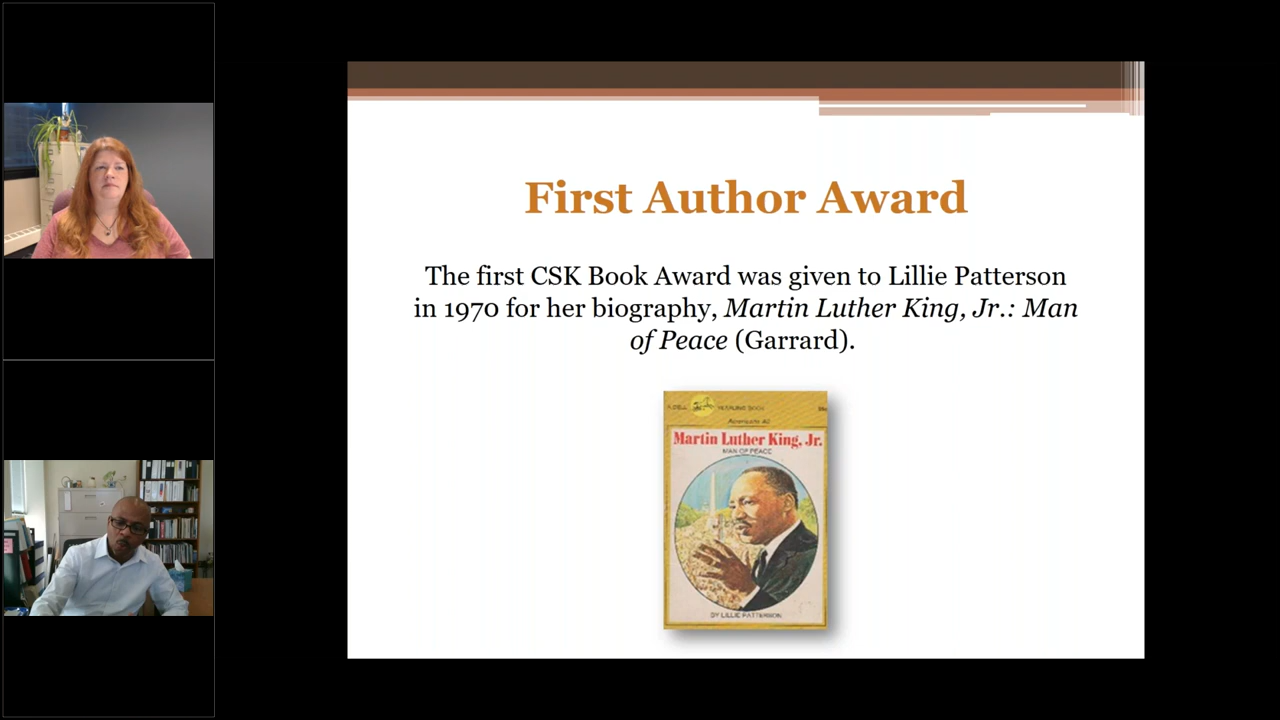 First Author Award
The first CSK Book Award was given to Lillie Patterson
in 1970 for her biography, Martin Luther King, Jr.: Man
of Peace (Garrard).
Martin Luther King, Jr.
MAN OF PEACE
BY LILLIE PATTERSON